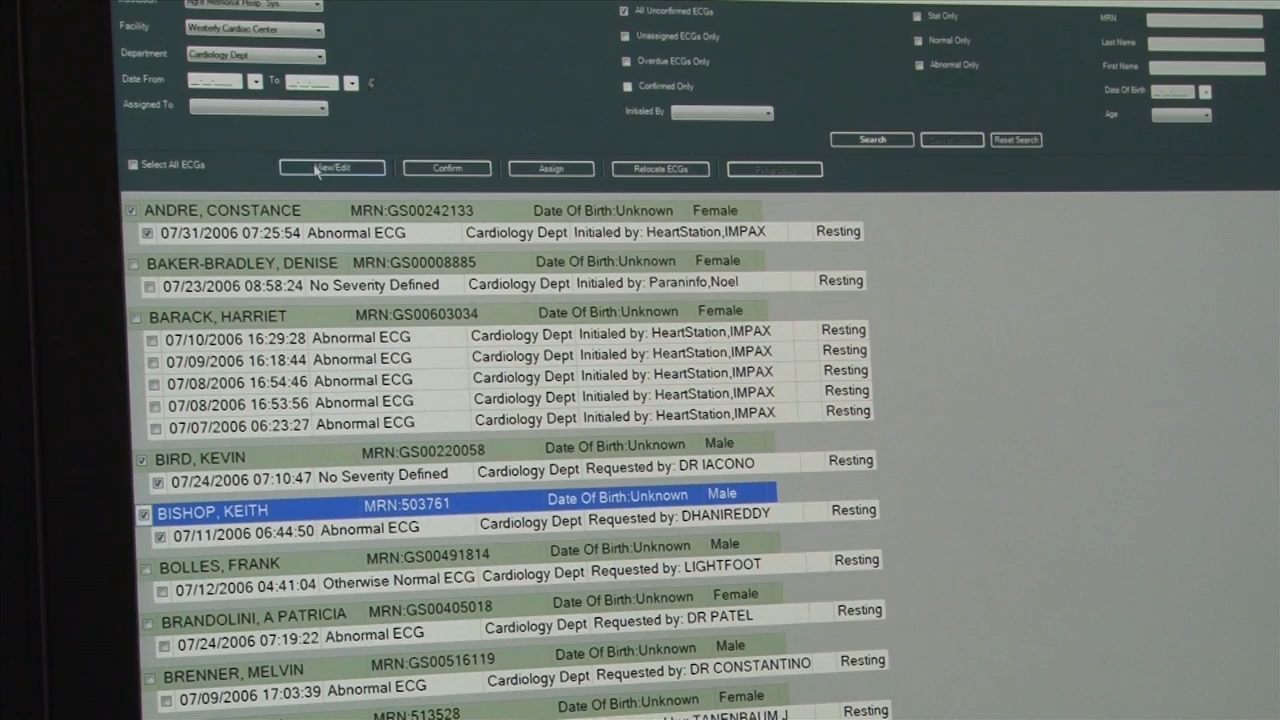 Agfa Memorial Hosp. Sys.
Facility Westerly Cardiac Center
Department Cardiology Dept
Date From To
Assigned To
All Unconfirmed ECGs
Unassigned ECGs Only
Overdue ECGs Only
Confirmed Only
Initialed By
Stat Only
Normal Only
Abnormal Only
MRN
Last Name
First Name
Date Of Birth
Age
Search Reset Search
Select All ECGs View/Edit Confirm Assign Relocate ECGs
ANDRE, CONSTANCE MRN:GS00242133 Date Of Birth:Unknown Female
07/31/2006 07:25:54 Abnormal ECG Cardiology Dept Initialed by: HeartStation,IMPAX Resting
BAKER-BRADLEY, DENISE MRN:GS00008885 Date Of Birth:Unknown Female
07/23/2006 08:58:24 No Severity Defined Cardiology Dept Initialed by: Paraninfo,Noel Resting
BARACK, HARRIET MRN:GS00603034 Date Of Birth:Unknown Female
07/10/2006 16:29:28 Abnormal ECG Cardiology Dept Initialed by: HeartStation,IMPAX Resting
07/09/2006 16:18:44 Abnormal ECG Cardiology Dept Initialed by: HeartStation,IMPAX Resting
07/08/2006 16:54:46 Abnormal ECG Cardiology Dept Initialed by: HeartStation,IMPAX Resting
07/08/2006 16:53:56 Abnormal ECG Cardiology Dept Initialed by: HeartStation,IMPAX Resting
07/07/2006 06:23:27 Abnormal ECG Cardiology Dept Initialed by: HeartStation,IMPAX Resting
BIRD, KEVIN MRN:GS00220058 Date Of Birth:Unknown Male
07/24/2006 07:10:47 No Severity Defined Cardiology Dept Requested by: DR IACONO Resting
BISHOP, KEITH MRN:503761 Date Of Birth:Unknown Male
07/11/2006 06:44:50 Abnormal ECG Cardiology Dept Requested by: DHANIREDDY Resting
BOLLES, FRANK MRN:GS00491814 Date Of Birth:Unknown Male
07/12/2006 04:41:04 Otherwise Normal ECG Cardiology Dept Requested by: LIGHTFOOT Resting
BRANDOLINI, A PATRICIA MRN:GS00405018 Date Of Birth:Unknown Female
07/24/2006 07:19:22 Abnormal ECG Cardiology Dept Requested by: DR PATEL Resting
BRENNER, MELVIN MRN:GS00516119 Date Of Birth:Unknown Male
07/09/2006 17:03:39 Abnormal ECG Cardiology Dept Requested by: DR CONSTANTINO Resting
MRN:513528 Date Of Birth:Unknown Female
TANENBAUM J Resting